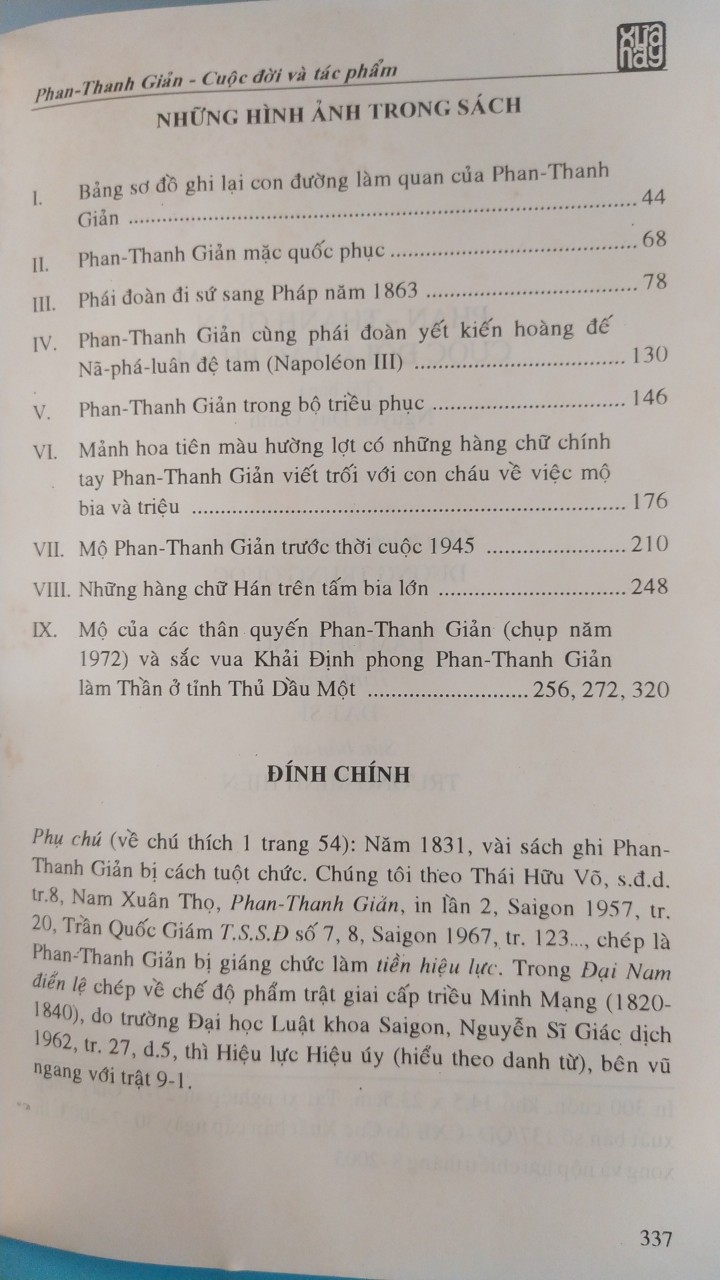 XƯA NAY
Phan-Thanh Giản - Cuộc đời và tác phẩm
NHỮNG HÌNH ẢNH TRONG SÁCH
I. Bảng sơ đồ ghi lại con đường làm quan của Phan-Thanh
Giản ........................................................ 44
II. Phan-Thanh Giản mặc quốc phục ........................... 68
III. Phái đoàn đi sứ sang Pháp năm 1863 ........................ 78
IV. Phan-Thanh Giản cùng phái đoàn yết kiến hoàng đế
Nã-phá-luân đệ tam (Napoléon III) ........................ 130
V. Phan-Thanh Giản trong bộ triều phục ...................... 146
VI. Mảnh hoa tiên màu hường lợt có những hàng chữ chính
tay Phan-Thanh Giản viết trối với con cháu về việc mộ
bia và triệu ................................................. 176
VII. Mộ Phan-Thanh Giản trước thời cuộc 1945 ................ 210
VIII. Những hàng chữ Hán trên tấm bia lớn ...................... 248
IX. Mộ của các thân quyến Phan-Thanh Giản (chụp năm
1972) và sắc vua Khải Định phong Phan-Thanh Giản
làm Thần ở tỉnh Thủ Dầu Một .................. 256, 272, 320
ĐÍNH CHÍNH
Phụ chú (về chú thích 1 trang 54): Năm 1831, vài sách ghi Phan-
Thanh Giản bị cách tuột chức. Chúng tôi theo Thái Hữu Võ, s.đ.d.
tr.8, Nam Xuân Thọ, Phan-Thanh Giản, in lần 2, Saigon 1957, tr.
20, Trần Quốc Giám T.S.S.Đ số 7, 8, Saigon 1967, tr. 123..., chép là
Phan-Thanh Giản bị giáng chức làm tiền hiệu lực. Trong Đại Nam
điển lệ chép về chế độ phẩm trật giai cấp triều Minh Mạng (1820-
1840), do trường Đại học Luật khoa Saigon, Nguyễn Sĩ Giác dịch
1962, tr. 27, d.5, thì Hiệu lực Hiệu úy (hiểu theo danh từ), bên vũ
ngang với trật 9-1.
337